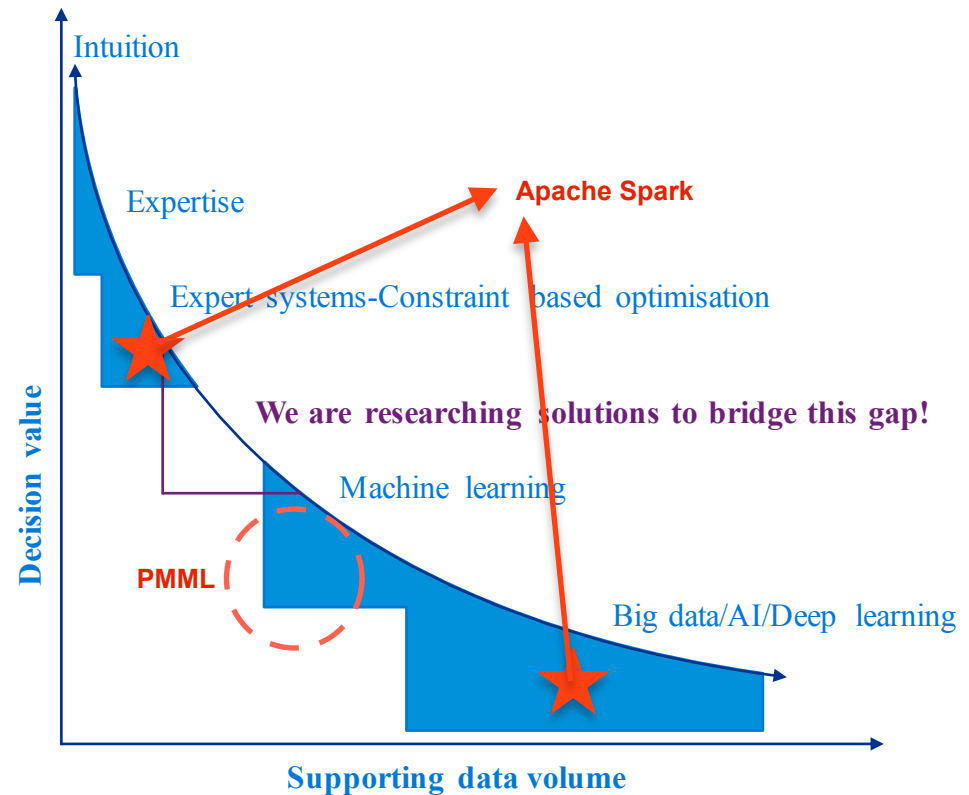 Intuition
Expertise
Apache Spark
Expert systems-Constraint based optimisation
We are researching solutions to bridge this gap!
Machine learning
PMML
Big data/AI/Deep learning
Decision value
Supporting data volume